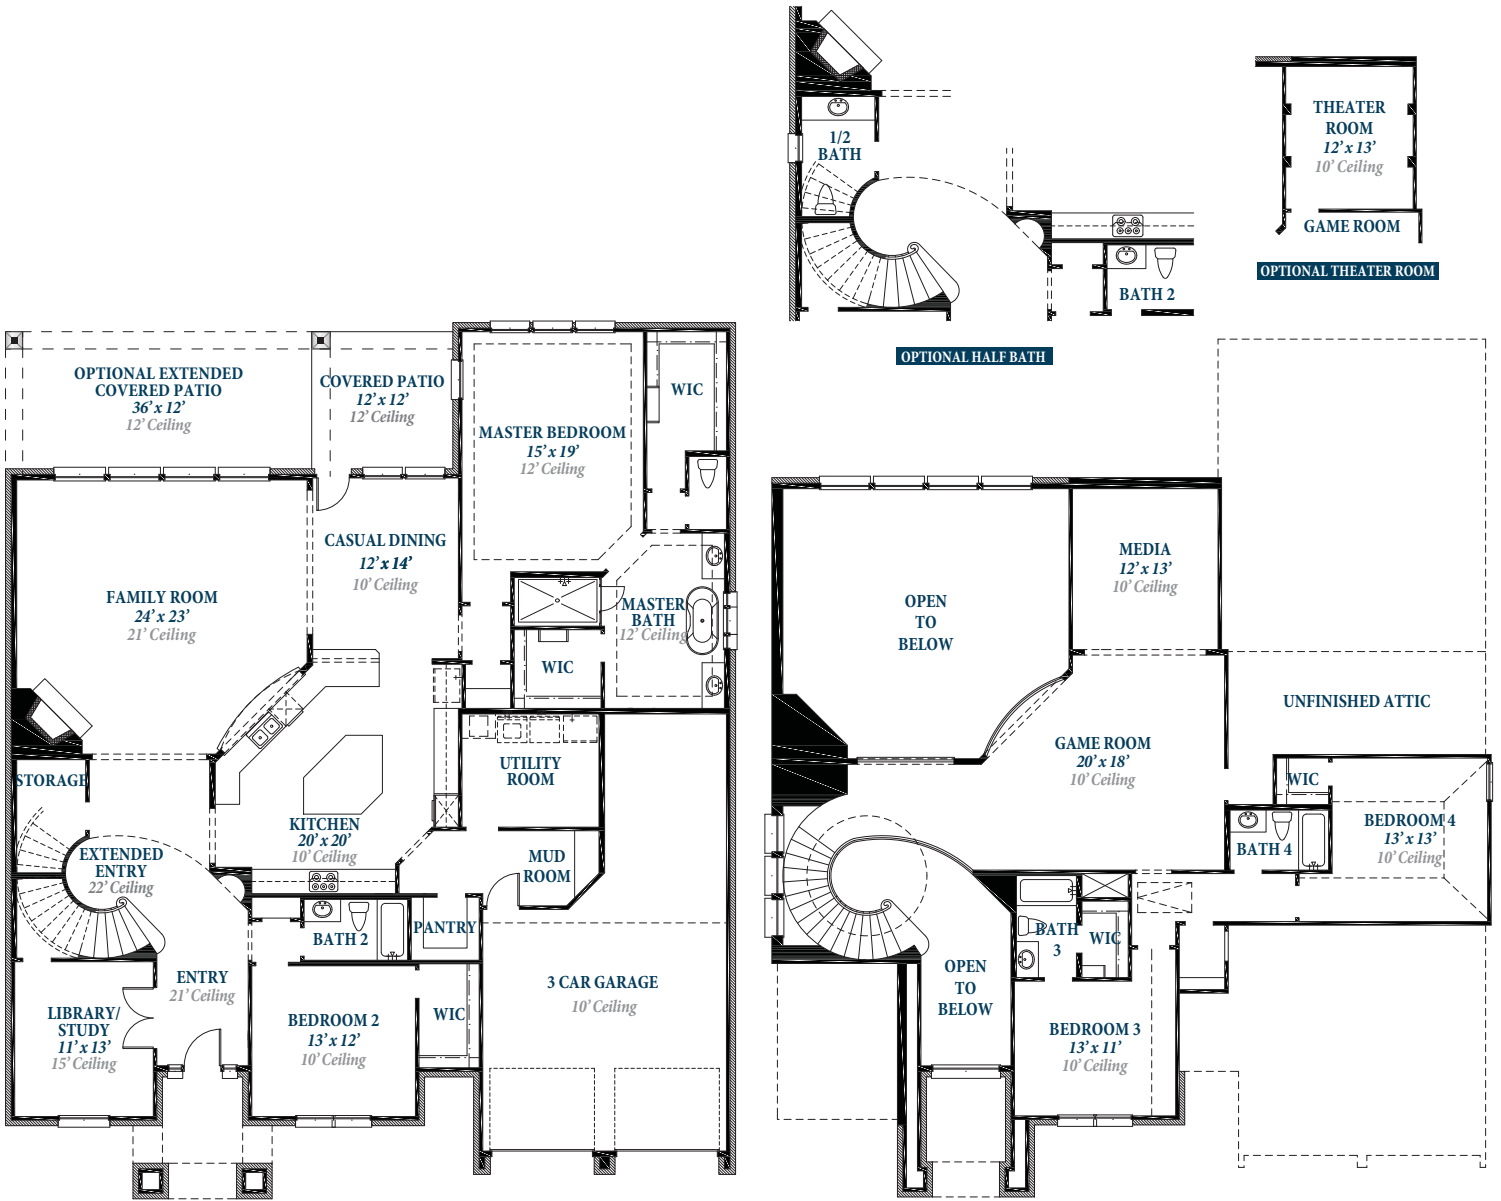 1/2
BATH
BATH 2
OPTIONAL HALF BATH
THEATER
ROOM
12' x 13'
10' Ceiling
GAME ROOM
OPTIONAL THEATER ROOM
OPTIONAL EXTENDED
COVERED PATIO
36' x 12'
12' Ceiling
COVERED PATIO
12' x 12'
12' Ceiling
MASTER BEDROOM
15' x 19'
12' Ceiling
WIC
CASUAL DINING
12' x 14'
10' Ceiling
FAMILY ROOM
24' x 23'
21' Ceiling
MASTER
BATH
12' Ceiling
WIC
STORAGE
UTILITY
ROOM
KITCHEN
20' x 20'
10' Ceiling
EXTENDED
ENTRY
22' Ceiling
MUD
ROOM
BATH 2
PANTRY
ENTRY
21' Ceiling
LIBRARY/
STUDY
11' x 13'
15' Ceiling
BEDROOM 2
13' x 12'
10' Ceiling
WIC
3 CAR GARAGE
10' Ceiling
OPEN
TO
BELOW
MEDIA
12' x 13'
10' Ceiling
UNFINISHED ATTIC
GAME ROOM
20' x 18'
10' Ceiling
WIC
BEDROOM 4
13' x 13'
10' Ceiling
BATH 4
BATH
3
WIC
OPEN
TO
BELOW
BEDROOM 3
13' x 11'
10' Ceiling